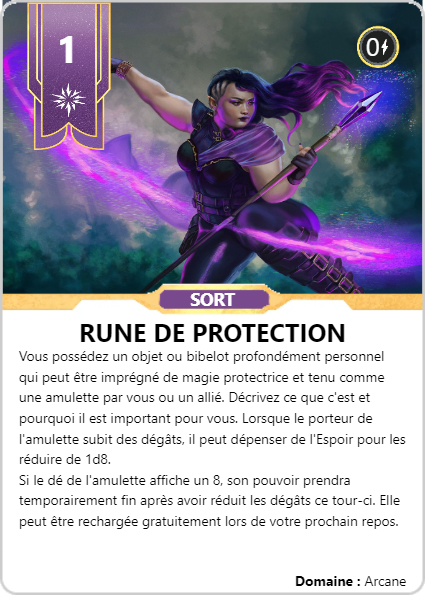 1
0
SORT
RUNE DE PROTECTION
Vous possédez un objet ou bibelot profondément personnel
qui peut être imprégné de magie protectrice et tenu comme
une amulette par vous ou un allié. Décrivez ce que c'est et
pourquoi il est important pour vous. Lorsque le porteur de
l'amulette subit des dégâts, il peut dépenser de l'Espoir pour les
réduire de 1d8.
Si le dé de l'amulette affiche un 8, son pouvoir prendra
temporairement fin après avoir réduit les dégâts ce tour-ci. Elle
peut être rechargée gratuitement lors de votre prochain repos.
Domaine : Arcane